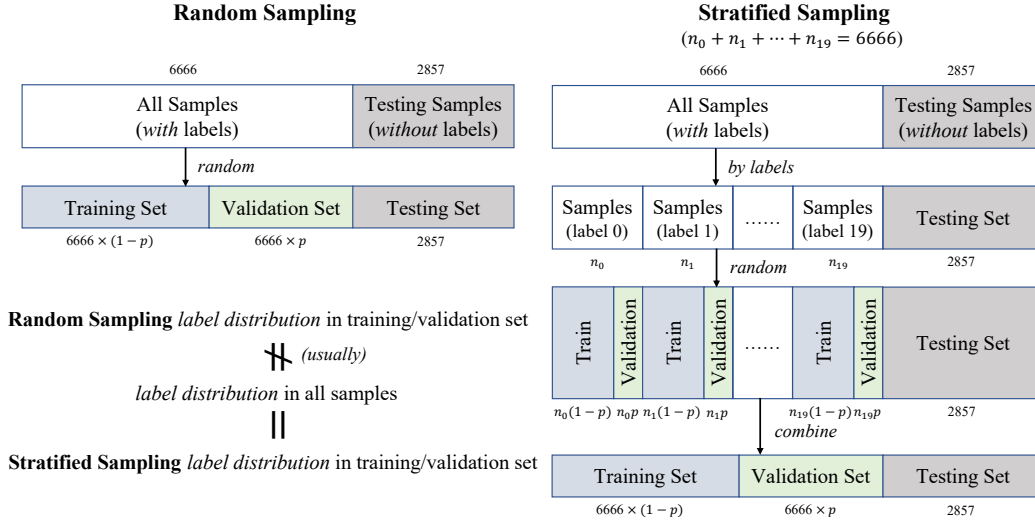 Random Sampling
6666
2857
All Samples
(with labels)
Testing Samples
(without labels)
random
Training Set
Validation Set
Testing Set
6666 × (1−p)
6666 × p
2857
Random Sampling label distribution in training/validation set
≠ (usually)
label distribution in all samples
=
Stratified Sampling label distribution in training/validation set
Stratified Sampling
(n₀ + n₁ + ⋯ + n₁₉ = 6666)
6666
2857
All Samples
(with labels)
Testing Samples
(without labels)
by labels
Samples
(label 0)
Samples
(label 1)
......
Samples
(label 19)
Testing Set
n₀
n₁
random
n₁₉
2857
Train
Validation
Train
Validation
......
Train
Validation
Testing Set
n₀(1−p)
n₀p
n₁(1−p)
n₁p
n₁₉(1−p)
n₁₉p
2857
combine
Training Set
Validation Set
Testing Set
6666 × (1−p)
6666 × p
2857